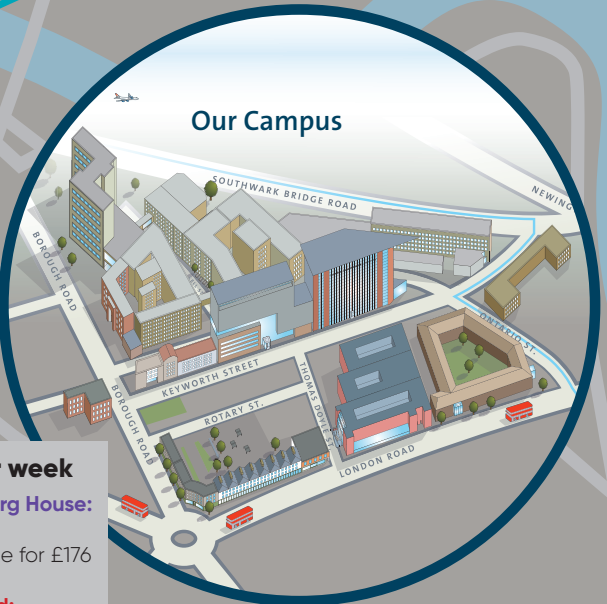 Our Campus
SOUTHWARK BRIDGE ROAD
NEWING
BOROUGH ROAD
ONTARIO ST.
KEYWORTH STREET
THOMAS DOYLE ST.
BOROUGH ROAD
ROTARY ST.
LONDON ROAD
week
rg House:
e for £176